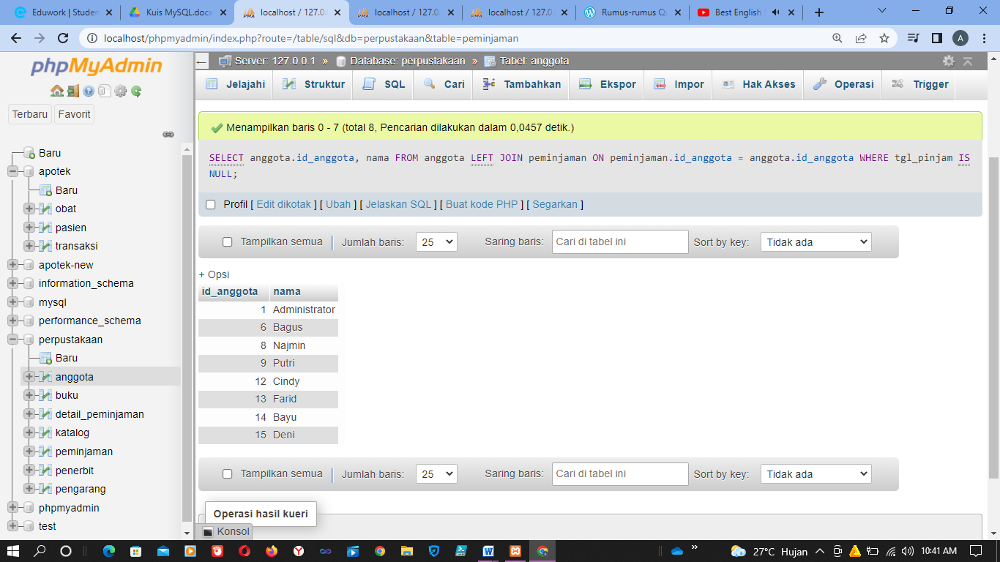 Eduwork | Studen
Kuis MySQL.docx
localhost / 127.0.
localhost / 127.0.
localhost / 127.0.
Rumus-rumus Qu
Best English S
localhost/phpmyadmin/index.php?route=/table/sql&db=perpustakaan&table=peminjaman
A
phpMyAdmin
Terbaru
Favorit
Baru
apotek
Baru
obat
pasien
transaksi
apotek-new
information_schema
mysql
performance_schema
perpustakaan
Baru
anggota
buku
detail_peminjaman
katalog
peminjaman
penerbit
pengarang
phpmyadmin
test
Server: 127.0.0.1 » Database: perpustakaan » Tabel: anggota
Jelajahi
Struktur
SQL
Cari
Tambahkan
Ekspor
Impor
Hak Akses
Operasi
Trigger
Menampilkan baris 0 - 7 (total 8, Pencarian dilakukan dalam 0,0457 detik.)
SELECT anggota.id_anggota, nama FROM anggota LEFT JOIN peminjaman ON peminjaman.id_anggota = anggota.id_anggota WHERE tgl_pinjam IS
NULL;
Profil [ Edit dikotak ] [ Ubah ] [ Jelaskan SQL ] [ Buat kode PHP ] [ Segarkan ]
Tampilkan semua | Jumlah baris: 25 Saring baris: Cari di tabel ini Sort by key: Tidak ada
+ Opsi
id_anggota nama
1 Administrator
6 Bagus
8 Najmin
9 Putri
12 Cindy
13 Farid
14 Bayu
15 Deni
Tampilkan semua | Jumlah baris: 25 Saring baris: Cari di tabel ini Sort by key: Tidak ada
Operasi hasil kueri
Konsol
27°C Hujan
10:41 AM